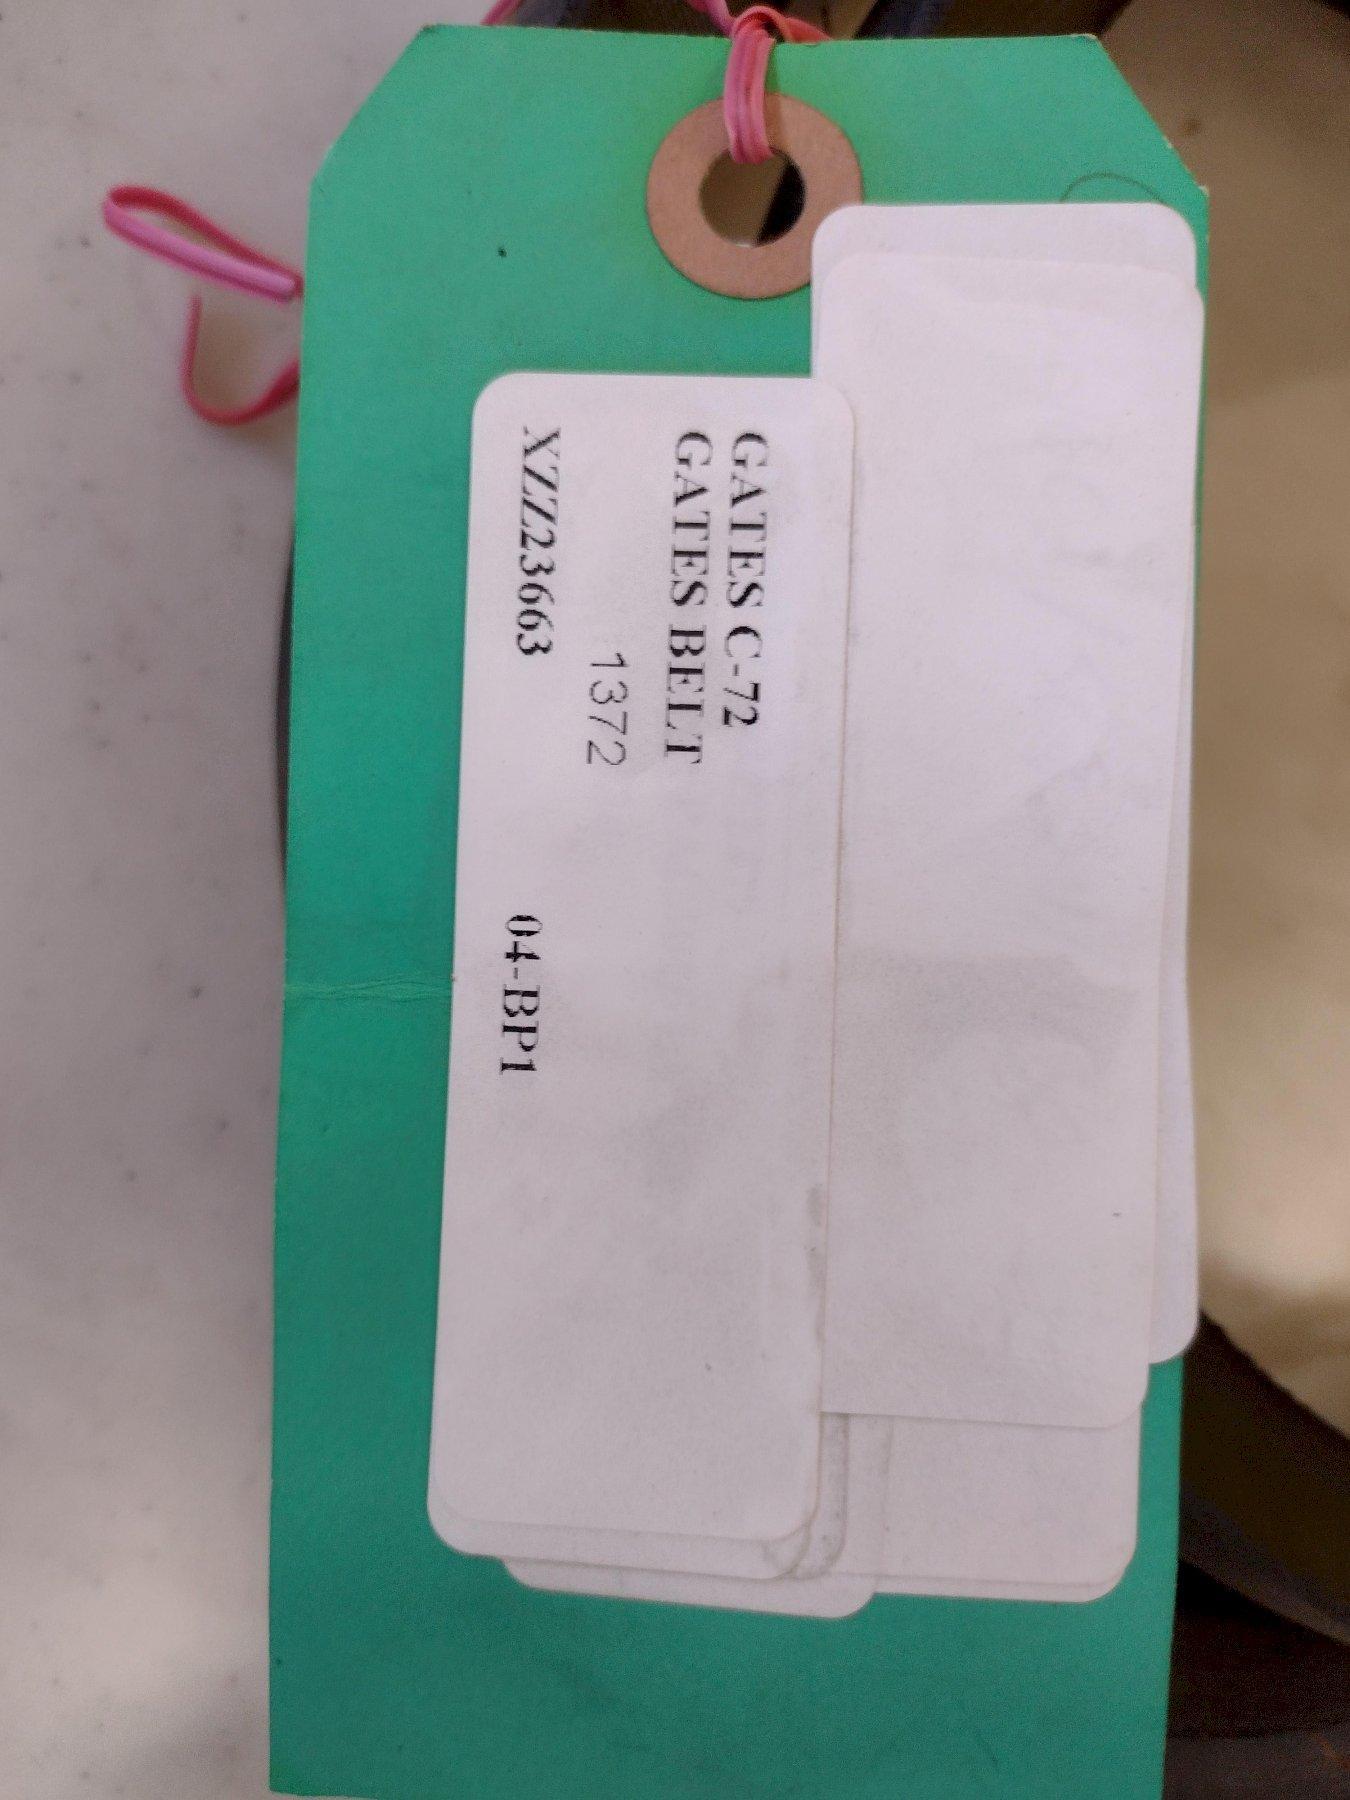 GATES C-72
GATES BELT
1372
XZZ23663 04-BP1